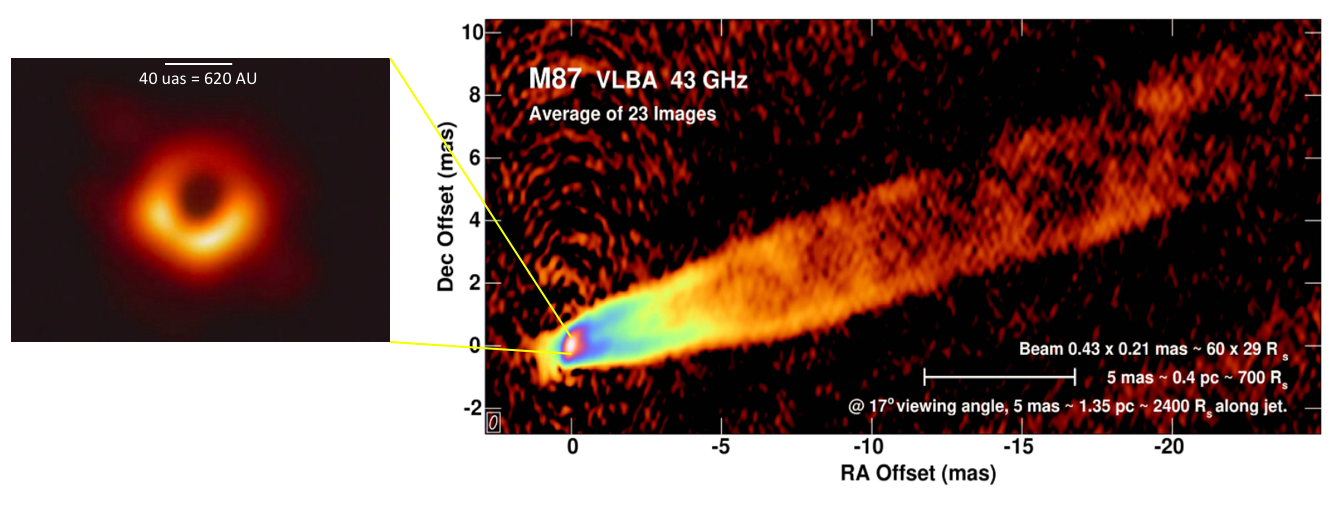 40 uas = 620 AU
M87 VLBA 43 GHz
Average of 23 Images
Dec Offset (mas)
10
8
6
4
2
0
-2
Beam 0.43 x 0.21 mas ~ 60 x 29 Rs
5 mas ~ 0.4 pc ~ 700 Rs
@ 17° viewing angle, 5 mas ~ 1.35 pc ~ 2400 Rs along jet.
0 -5 -10 -15 -20
RA Offset (mas)